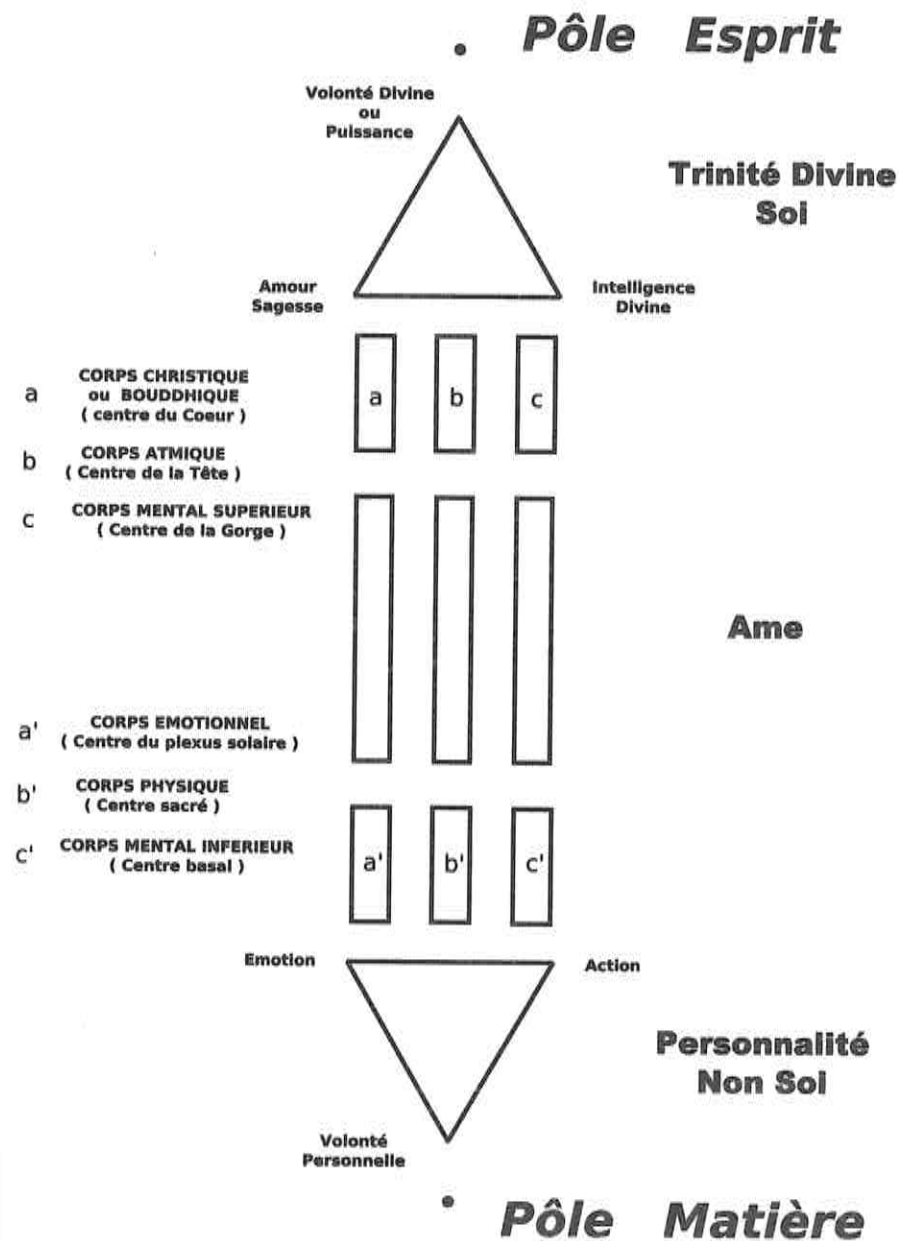 Pôle Esprit
Volonté Divine
ou
Puissance
Trinité Divine
Soi
Amour
Sagesse
Intelligence
Divine
a CORPS CHRISTIQUE
ou BOUDDHIQUE
( centre du Coeur )
a b c
b CORPS ATMIQUE
( Centre de la Tête )
c CORPS MENTAL SUPERIEUR
( Centre de la Gorge )
Ame
a' CORPS EMOTIONNEL
( Centre du plexus solaire )
b' CORPS PHYSIQUE
( Centre sacré )
c' CORPS MENTAL INFERIEUR
( Centre basal )
a' b' c'
Emotion
Action
Personnalité
Non Soi
Volonté
Personnelle
Pôle Matière